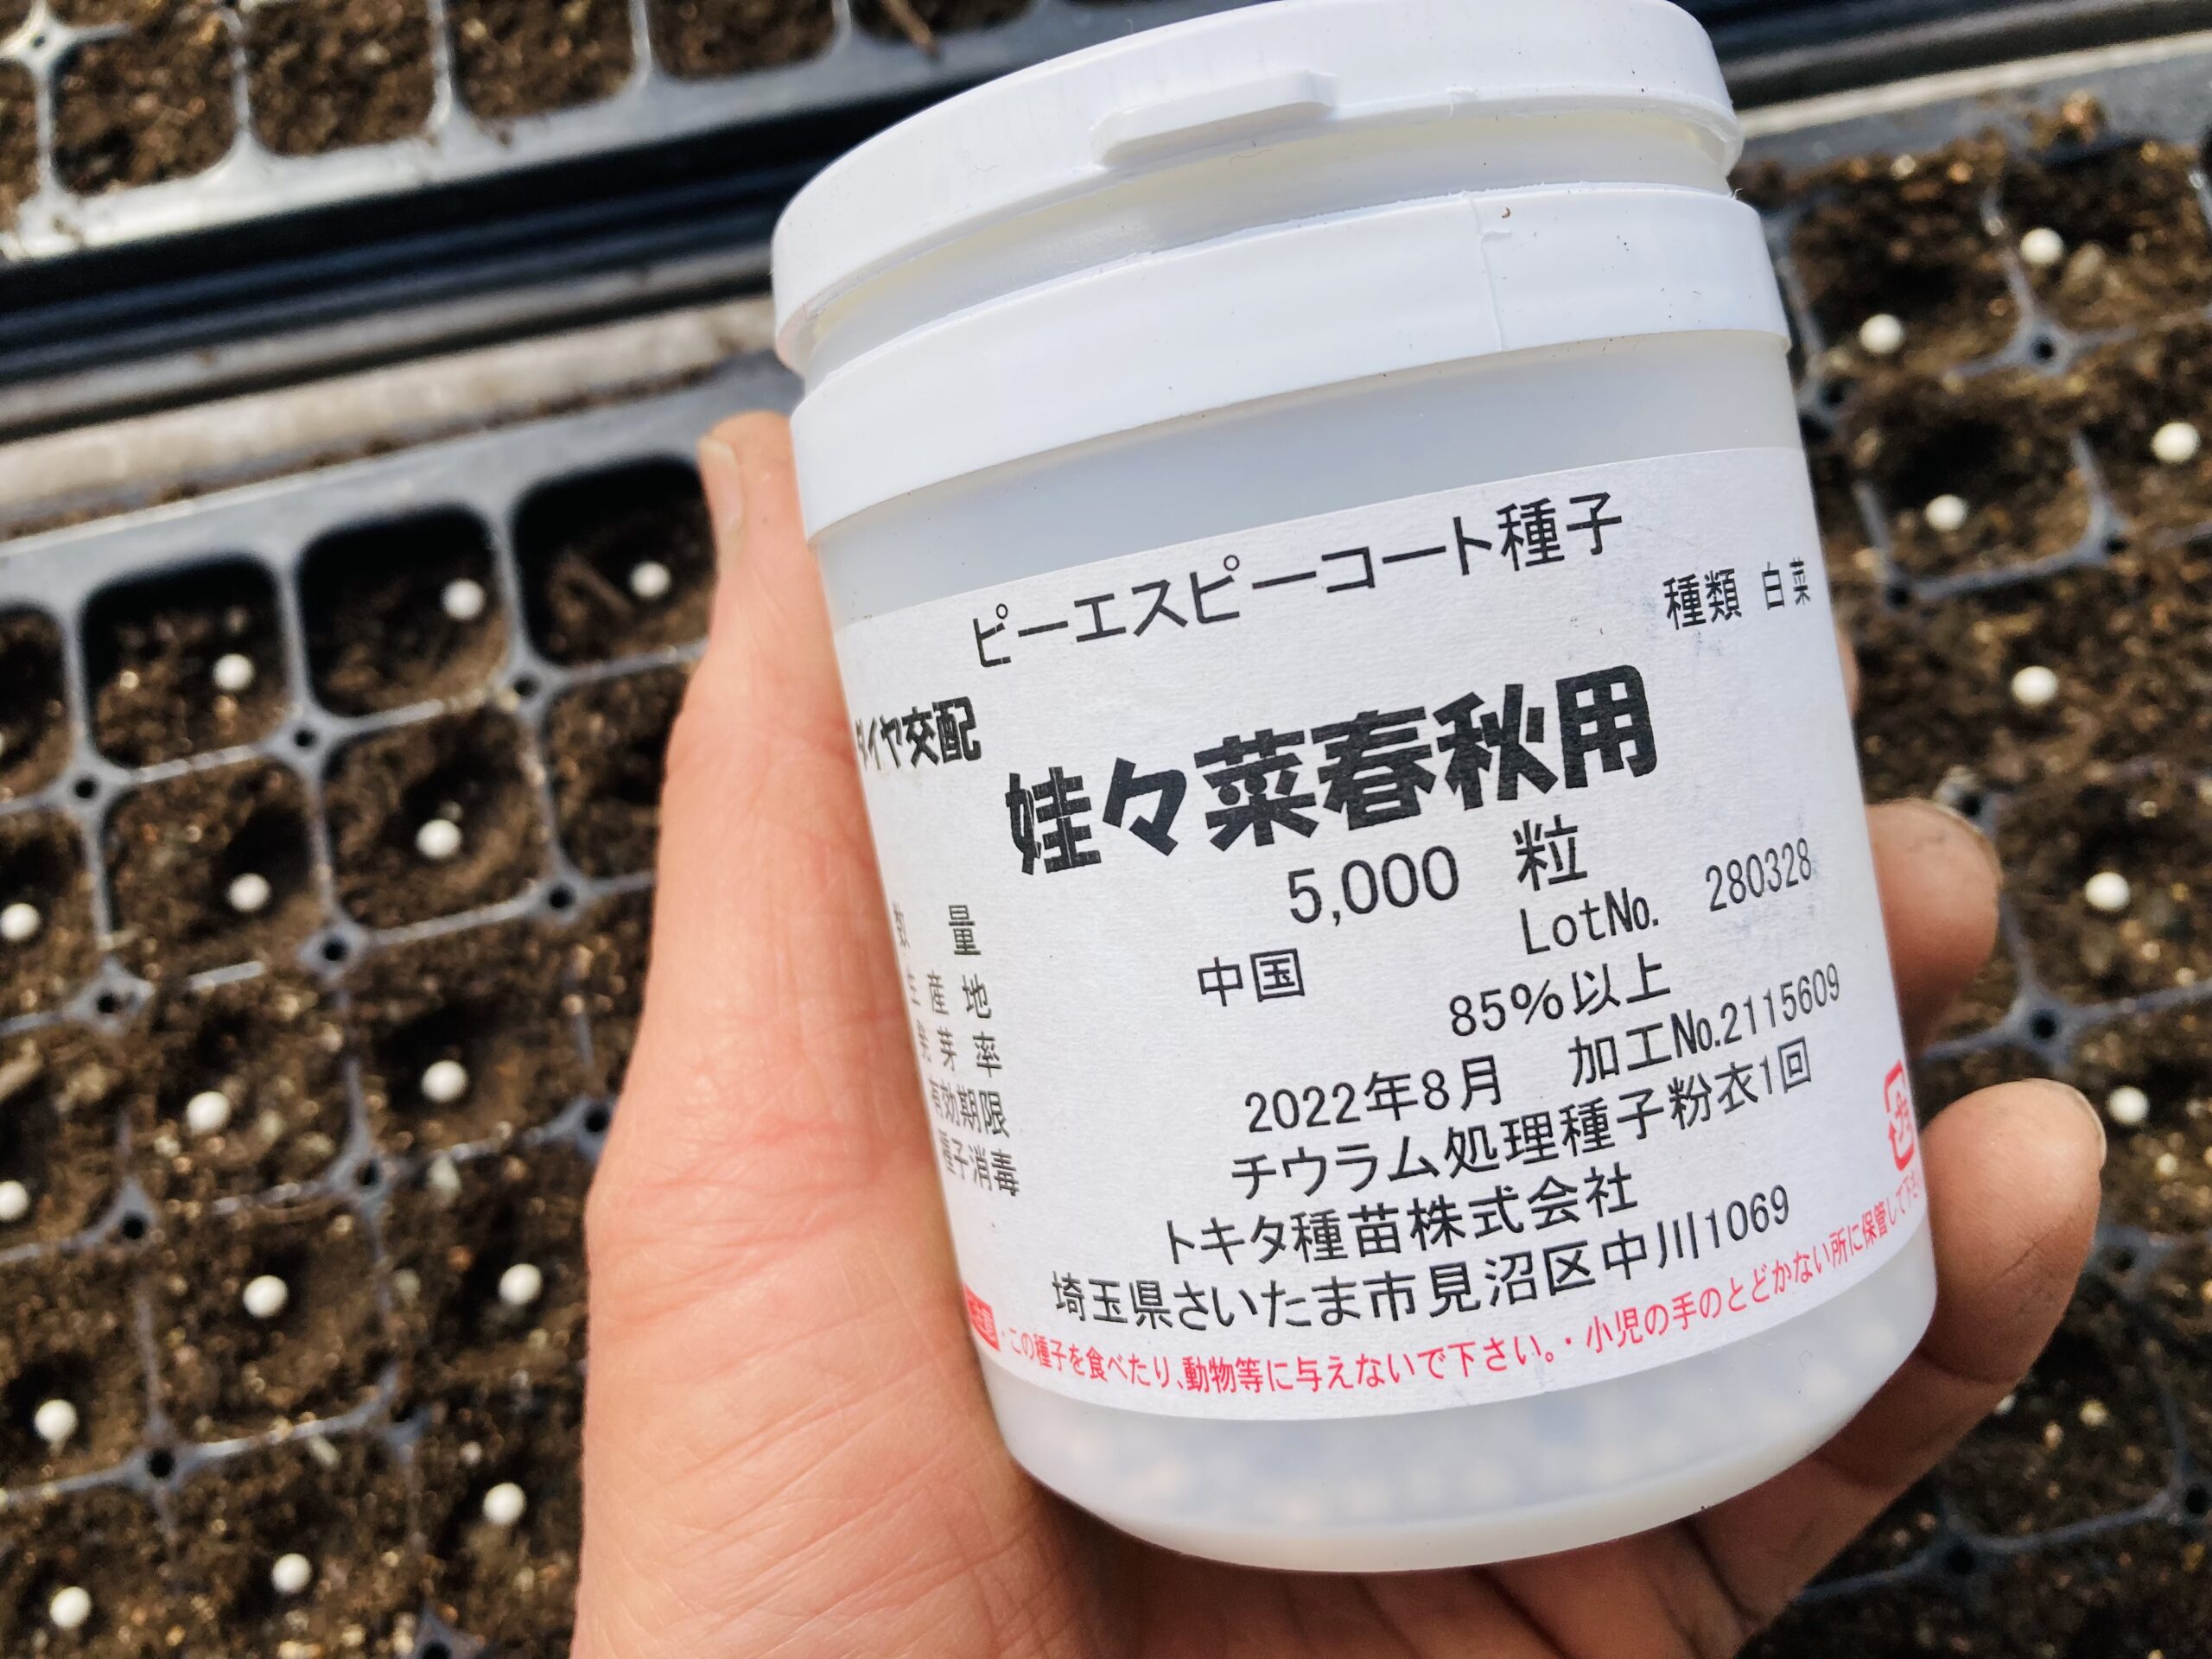 ピーエスピーコート種子
種類 白菜
ダイヤ交配
娃々菜春秋用
数量 5,000 粒
生産地 中国 LotNo. 280328
発芽率 85%以上
有効期限 2022年8月 加工No.2115609
種子消毒 チウラム処理種子粉衣1回
トキタ種苗株式会社
埼玉県さいたま市見沼区中川1069
・この種子を食べたり、動物等に与えないで下さい。・小児の手のとどかない所に保管して下さい